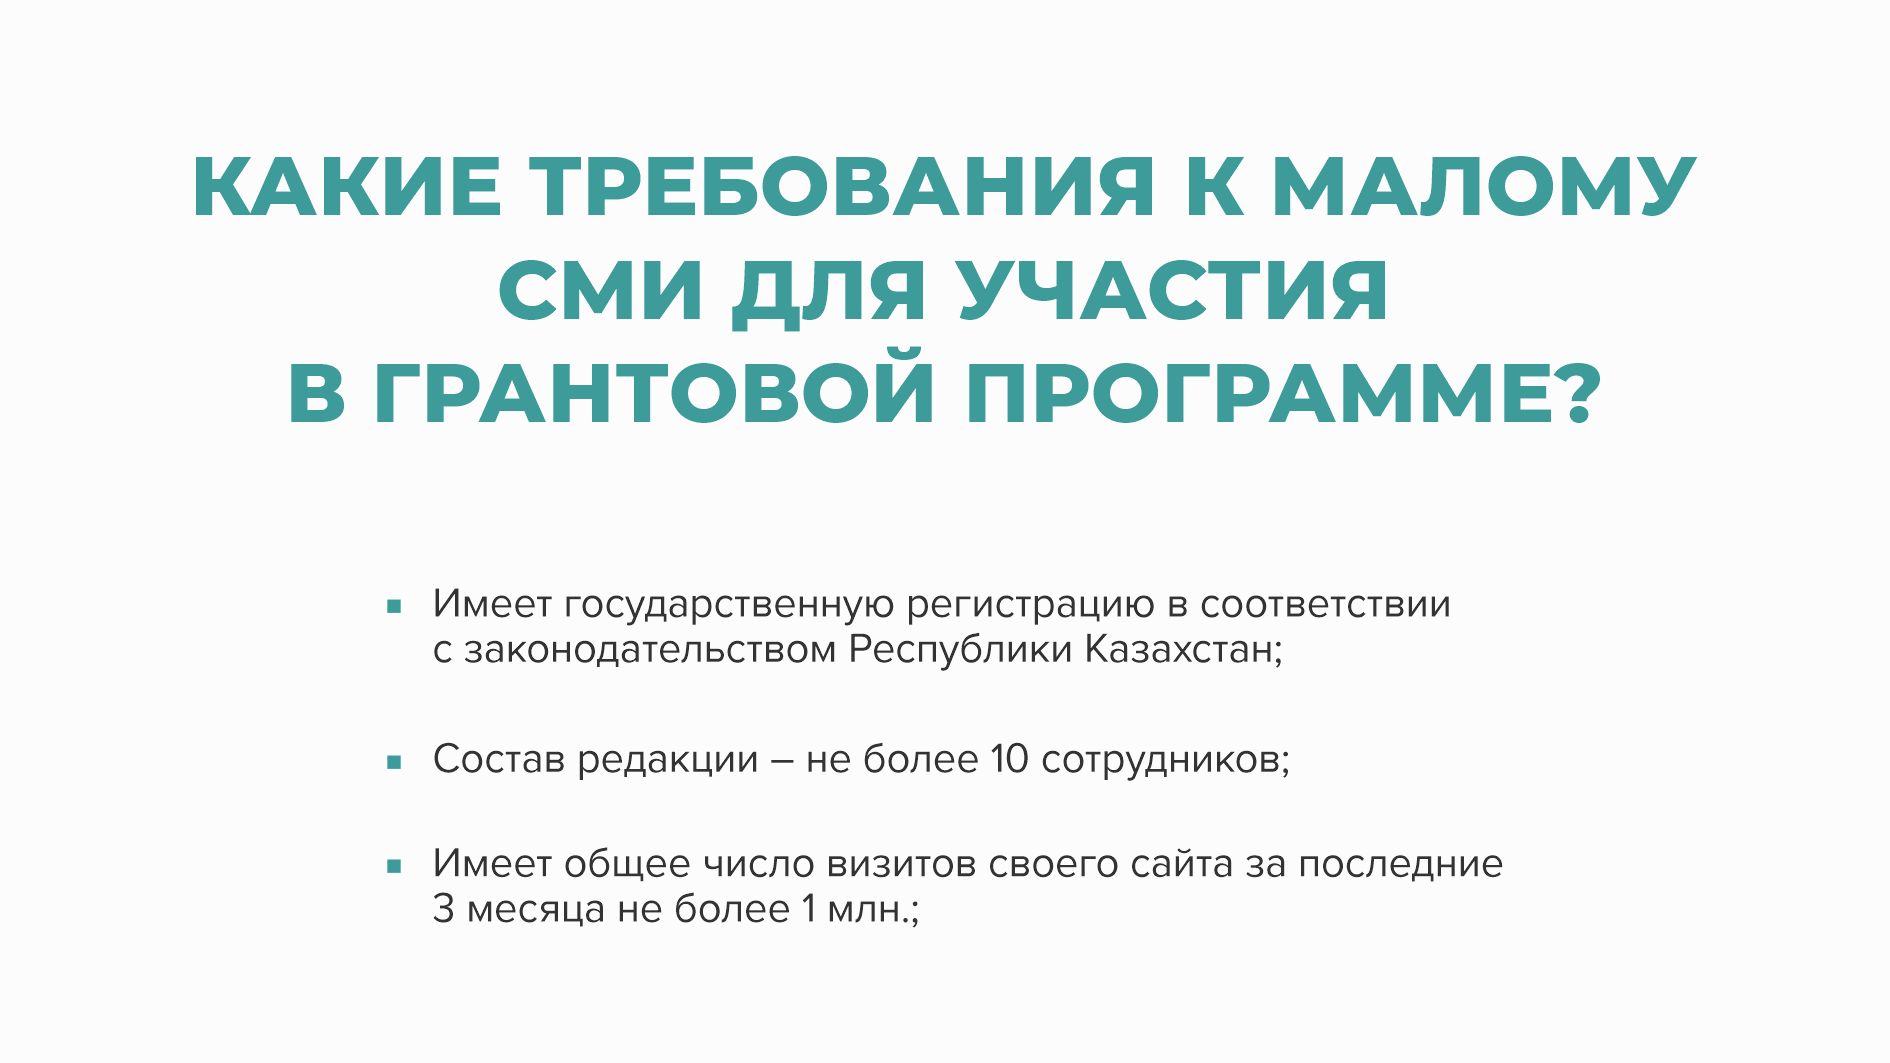 КАКИЕ ТРЕБОВАНИЯ К МАЛОМУ
СМИ ДЛЯ УЧАСТИЯ
В ГРАНТОВОЙ ПРОГРАММЕ?
▪ Имеет государственную регистрацию в соответствии
с законодательством Республики Казахстан;
▪ Состав редакции – не более 10 сотрудников;
▪ Имеет общее число визитов своего сайта за последние
3 месяца не более 1 млн.;